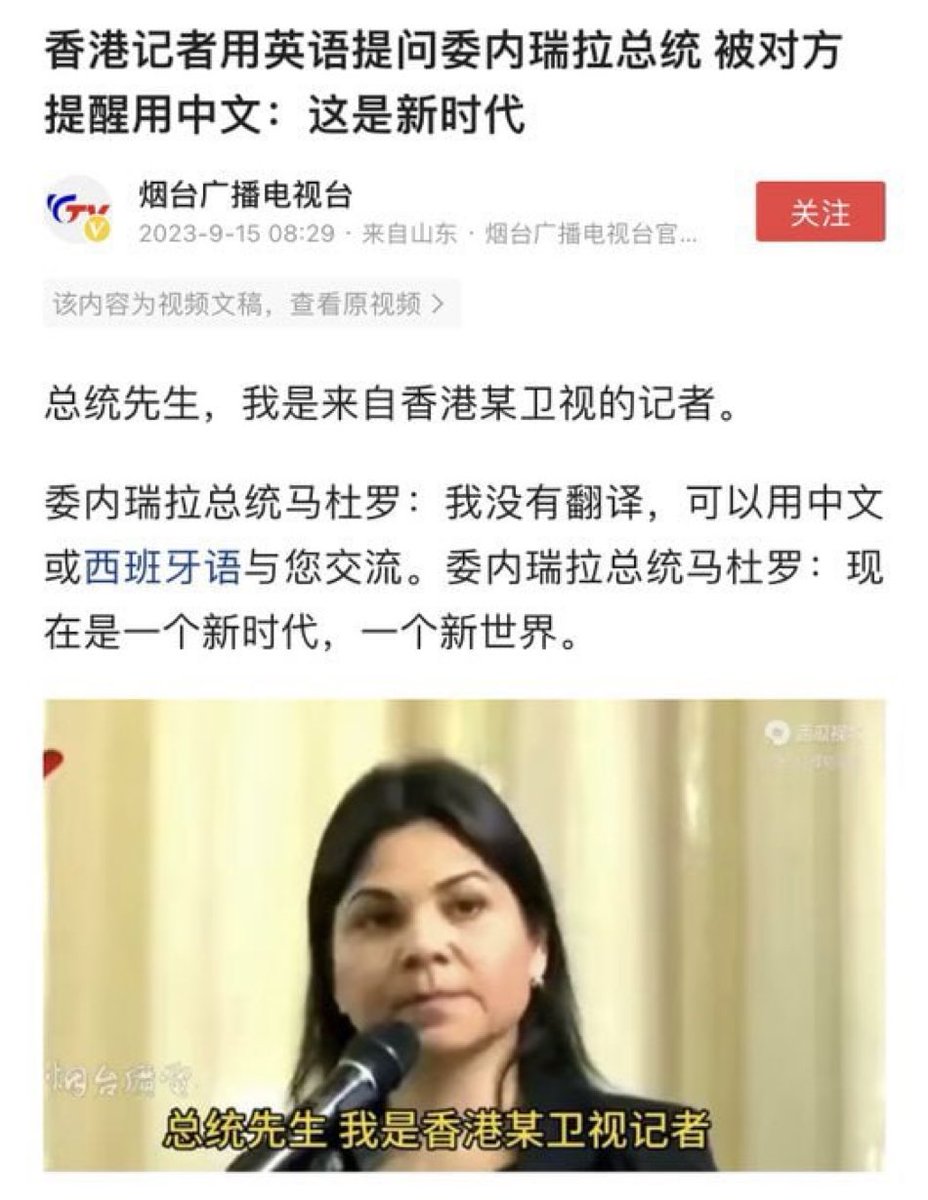 香港记者用英语提问委内瑞拉总统 被对方
提醒用中文：这是新时代
烟台广播电视台
2023-9-15 08:29 · 来自山东 · 烟台广播电视台官...
关注
该内容为视频文稿，查看原视频 >
总统先生，我是来自香港某卫视的记者。
委内瑞拉总统马杜罗：我没有翻译，可以用中文
或西班牙语与您交流。委内瑞拉总统马杜罗：现
在是一个新时代，一个新世界。
总统先生 我是香港某卫视记者